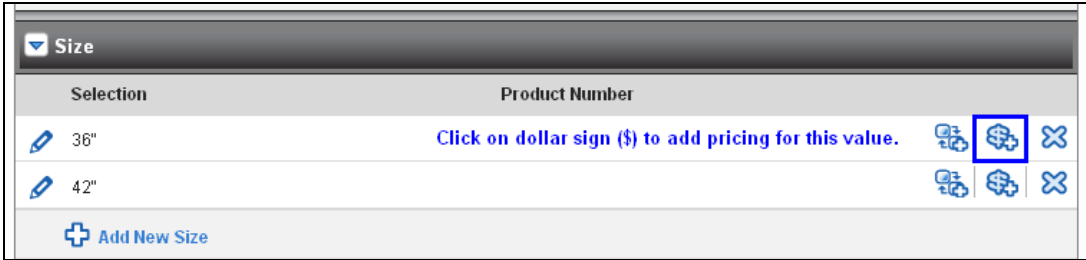 Size
Selection Product Number
36" Click on dollar sign ($) to add pricing for this value.
42"
Add New Size